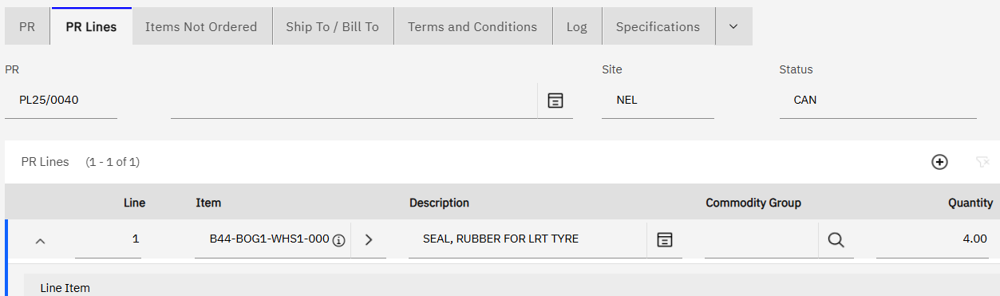 PR PR Lines Items Not Ordered Ship To / Bill To Terms and Conditions Log Specifications
PR Site Status
PL25/0040 NEL CAN
PR Lines (1 - 1 of 1)
Line Item Description Commodity Group Quantity
1 B44-BOG1-WHS1-000 SEAL, RUBBER FOR LRT TYRE 4.00
Line Item